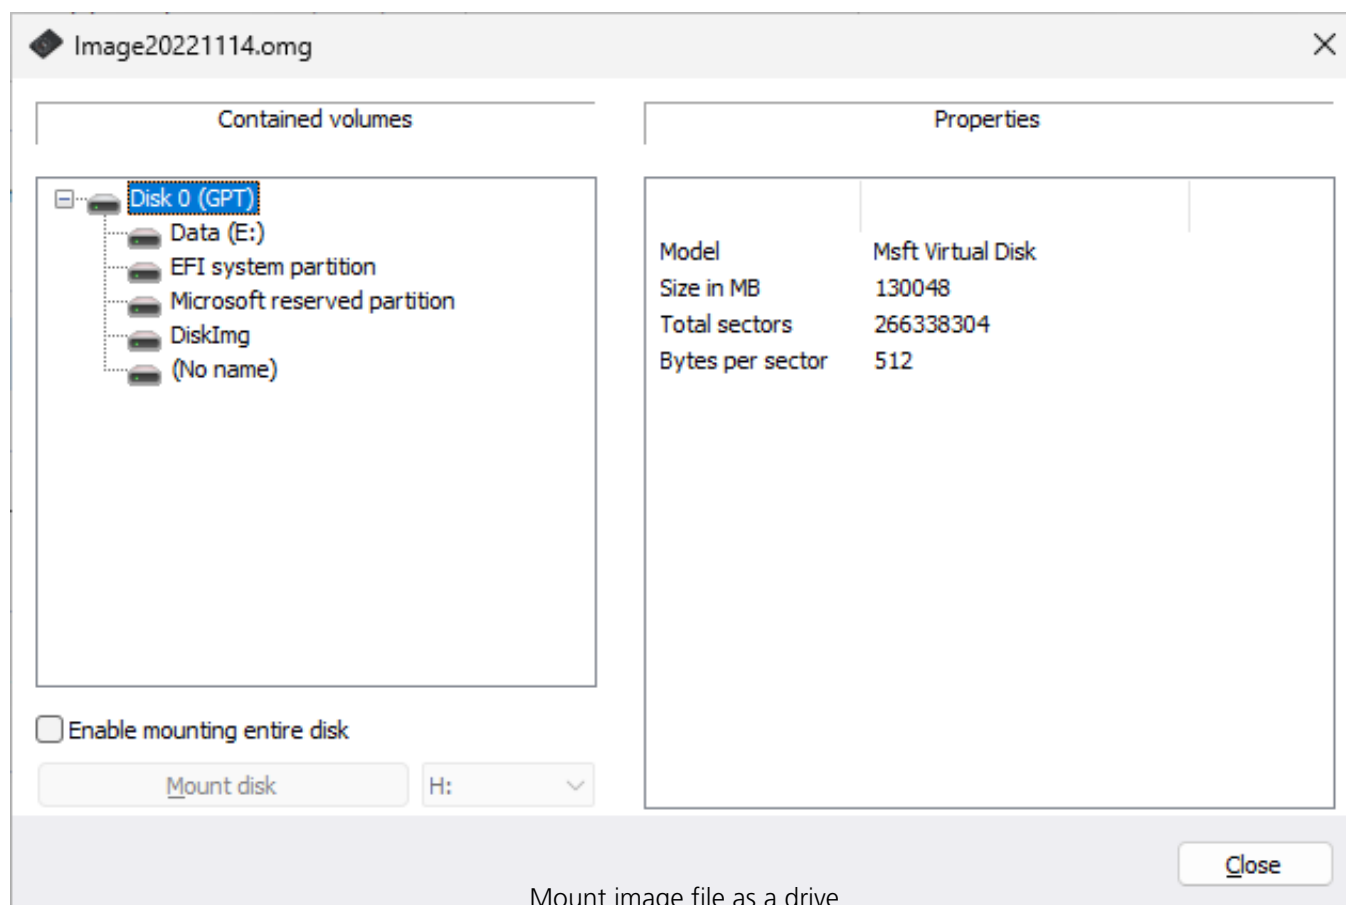 Image20221114.omg
Contained volumes
Properties
Disk 0 (GPT)
Data (E:)
EFI system partition
Microsoft reserved partition
DiskImg
(No name)
Model Msft Virtual Disk
Size in MB 130048
Total sectors 266338304
Bytes per sector 512
Enable mounting entire disk
Mount disk H:
Close
Mount image file as a drive